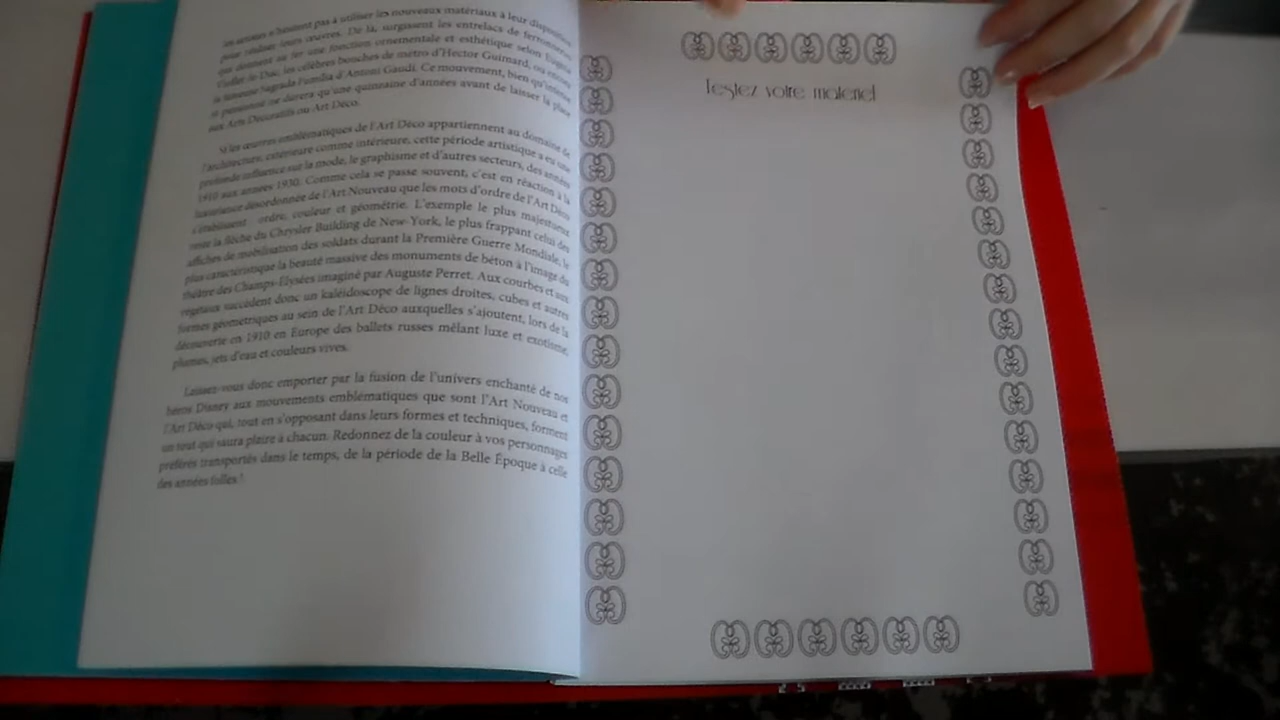 les artistes n'hésitent pas à utiliser les nouveaux matériaux à leur disposition
pour réaliser leurs œuvres. De là, surgissent les entrelacs de ferronnerie
qui donnent au fer une fonction ornementale et esthétique selon Eugène
Viollet-le-Duc, les célèbres bouches de métro d'Hector Guimard, ou encore
la fameuse Sagrada Familia d'Antoni Gaudí. Ce mouvement, bien qu'intense
et passionné ne durera qu'une quinzaine d'années avant de laisser la place
aux Arts Décoratifs ou Art Déco.
Si les œuvres emblématiques de l'Art Déco appartiennent au domaine de
l'architecture, extérieure comme intérieure, cette période artistique a eu une
profonde influence sur la mode, le graphisme et d'autres secteurs, des années
1910 aux années 1930. Comme cela se passe souvent, c'est en réaction à la
luxuriance désordonnée de l'Art Nouveau que les mots d'ordre de l'Art Déco
s'établissent : ordre, couleur et géométrie. L'exemple le plus majestueux
reste la flèche du Chrysler Building de New-York, le plus frappant celui des
affiches de mobilisation des soldats durant la Première Guerre Mondiale, le
plus caractéristique la beauté massive des monuments de béton à l'image du
théâtre des Champs-Elysées imaginé par Auguste Perret. Aux courbes et aux
végétaux succèdent donc un kaléidoscope de lignes droites, cubes et autres
formes géométriques au sein de l'Art Déco auxquelles s'ajoutent, lors de la
découverte en 1910 en Europe des ballets russes mêlant luxe et exotisme,
plumes, jets d'eau et couleurs vives.
Laissez-vous donc emporter par la fusion de l'univers enchanté de nos
héros Disney aux mouvements emblématiques que sont l'Art Nouveau et
l'Art Déco qui, tout en s'opposant dans leurs formes et techniques, forment
un tout qui saura plaire à chacun. Redonnez de la couleur à vos personnages
préférés transportés dans le temps, de la période de la Belle Époque à celle
des années folles !
Testez votre matériel